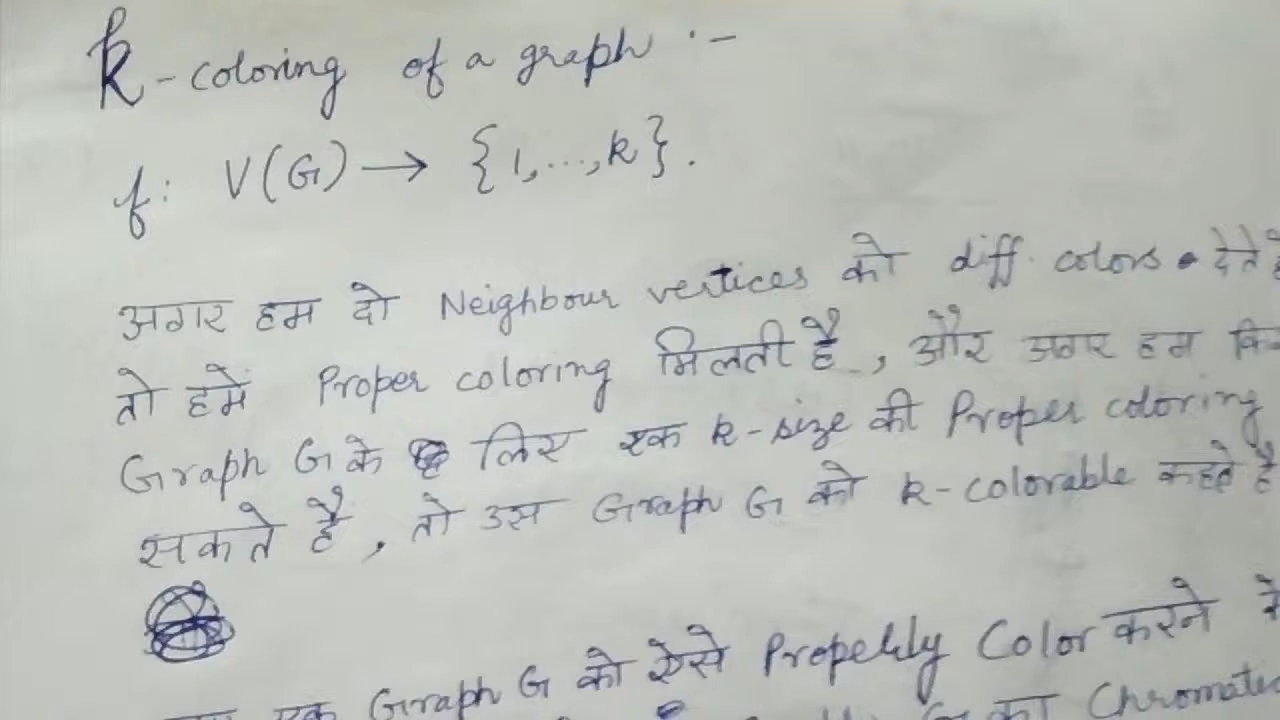 k-coloring of a graph :-
f: V(G) → {1,...,k}.
अगर हम दो Neighbour vertices को diff. colors देते
तो हमें Proper coloring मिलती है, और अगर हम
Graph G के लिए एक k-size की Proper coloring
सकते है, तो उस Graph G को k-colorable कहते है
एक Graph G को ऐसे Properly Color करने
G का